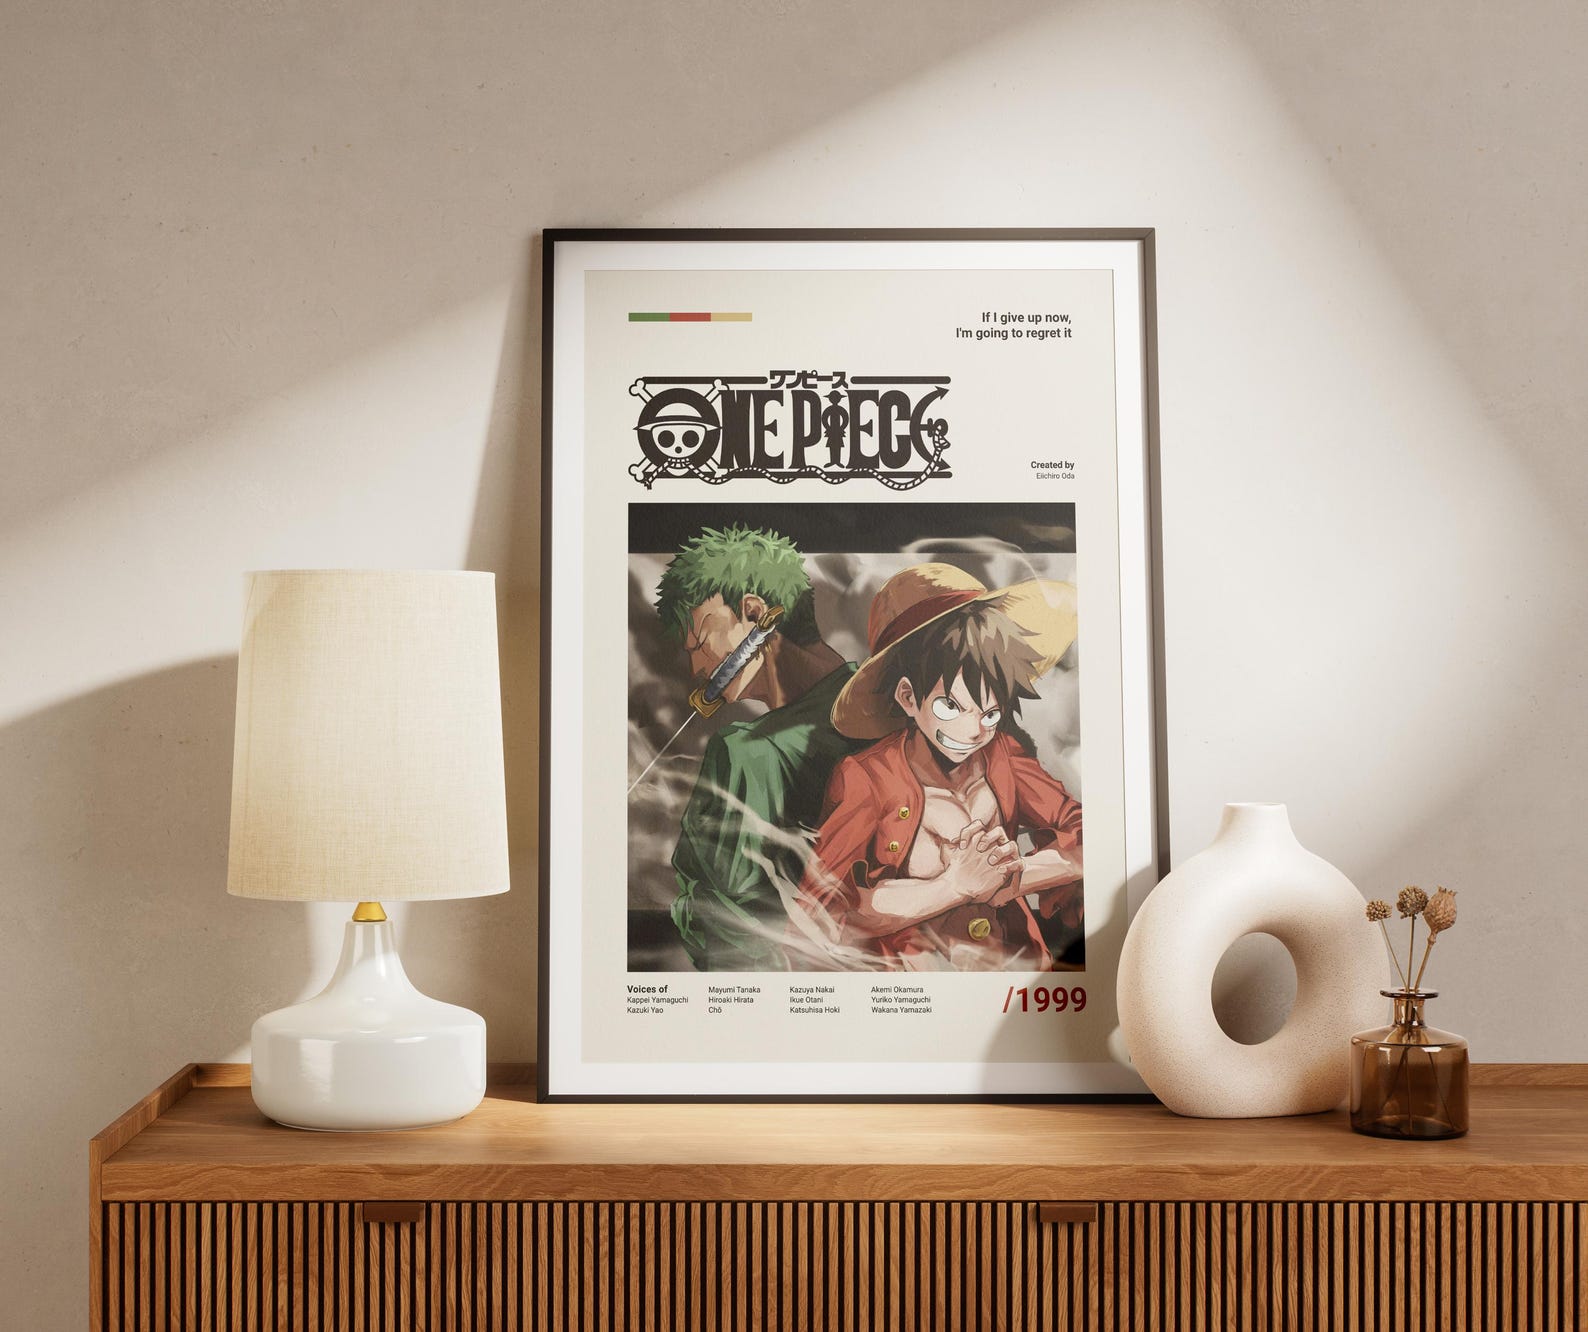 If I give up now,
I'm going to regret it
ワンピース
ONE PIECE
Created by
Eiichiro Oda
Voices of
Kappei Yamaguchi
Kazuki Yao
Mayumi Tanaka
Hiroaki Hirata
Chō
Kazuya Nakai
Ikue Otani
Katsuhisa Hoki
Akemi Okamura
Yuriko Yamaguchi
Wakana Yamazaki
/1999